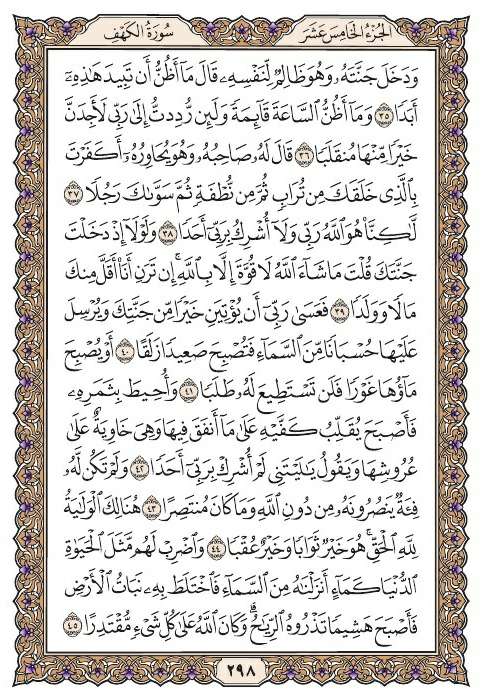 الجزء الخامس عشر
سورة الكهف
وَدَخَلَ جَنَّتَهُۥ وَهُوَ ظَالِمٌ لِّنَفْسِهِۦ قَالَ مَآ أَظُنُّ أَن تَبِيدَ هَٰذِهِۦٓ
أَبَدًا ٣٥ وَمَآ أَظُنُّ ٱلسَّاعَةَ قَآئِمَةً وَلَئِن رُّدِدتُّ إِلَىٰ رَبِّى لَأَجِدَنَّ
خَيْرًا مِّنْهَا مُنقَلَبًا ٣٦ قَالَ لَهُۥ صَاحِبُهُۥ وَهُوَ يُحَاوِرُهُۥٓ أَكَفَرْتَ
بِٱلَّذِى خَلَقَكَ مِن تُرَابٍ ثُمَّ مِن نُّطْفَةٍ ثُمَّ سَوَّىٰكَ رَجُلًا ٣٧
لَّٰكِنَّا۠ هُوَ ٱللَّهُ رَبِّى وَلَآ أُشْرِكُ بِرَبِّىٓ أَحَدًا ٣٨ وَلَوْلَآ إِذْ دَخَلْتَ
جَنَّتَكَ قُلْتَ مَا شَآءَ ٱللَّهُ لَا قُوَّةَ إِلَّا بِٱللَّهِ ۚ إِن تَرَنِ أَنَا۠ أَقَلَّ مِنكَ
مَالًا وَوَلَدًا ٣٩ فَعَسَىٰ رَبِّىٓ أَن يُؤْتِيَنِ خَيْرًا مِّن جَنَّتِكَ وَيُرْسِلَ
عَلَيْهَا حُسْبَانًا مِّنَ ٱلسَّمَآءِ فَتُصْبِحَ صَعِيدًا زَلَقًا ٤٠ أَوْ يُصْبِحَ
مَآؤُهَا غَوْرًا فَلَن تَسْتَطِيعَ لَهُۥ طَلَبًا ٤١ وَأُحِيطَ بِثَمَرِهِۦ
فَأَصْبَحَ يُقَلِّبُ كَفَّيْهِ عَلَىٰ مَآ أَنفَقَ فِيهَا وَهِىَ خَاوِيَةٌ عَلَىٰ
عُرُوشِهَا وَيَقُولُ يَٰلَيْتَنِى لَمْ أُشْرِكْ بِرَبِّىٓ أَحَدًا ٤٢ وَلَمْ تَكُن لَّهُۥ
فِئَةٌ يَنصُرُونَهُۥ مِن دُونِ ٱللَّهِ وَمَا كَانَ مُنتَصِرًا ٤٣ هُنَالِكَ ٱلْوَلَٰيَةُ
لِلَّهِ ٱلْحَقِّ ۚ هُوَ خَيْرٌ ثَوَابًا وَخَيْرٌ عُقْبًا ٤٤ وَٱضْرِبْ لَهُم مَّثَلَ ٱلْحَيَوٰةِ
ٱلدُّنْيَا كَمَآءٍ أَنزَلْنَٰهُ مِنَ ٱلسَّمَآءِ فَٱخْتَلَطَ بِهِۦ نَبَاتُ ٱلْأَرْضِ
فَأَصْبَحَ هَشِيمًا تَذْرُوهُ ٱلرِّيَٰحُ ۗ وَكَانَ ٱللَّهُ عَلَىٰ كُلِّ شَىْءٍ مُّقْتَدِرًا ٤٥
٢٩٨